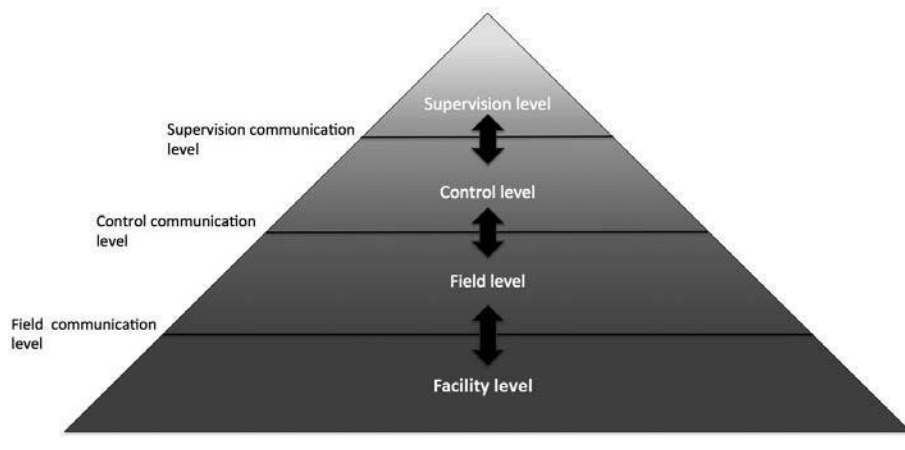 Supervision level
Supervision communication
level
Control level
Control communication
level
Field level
Field  communication
level
Facility level